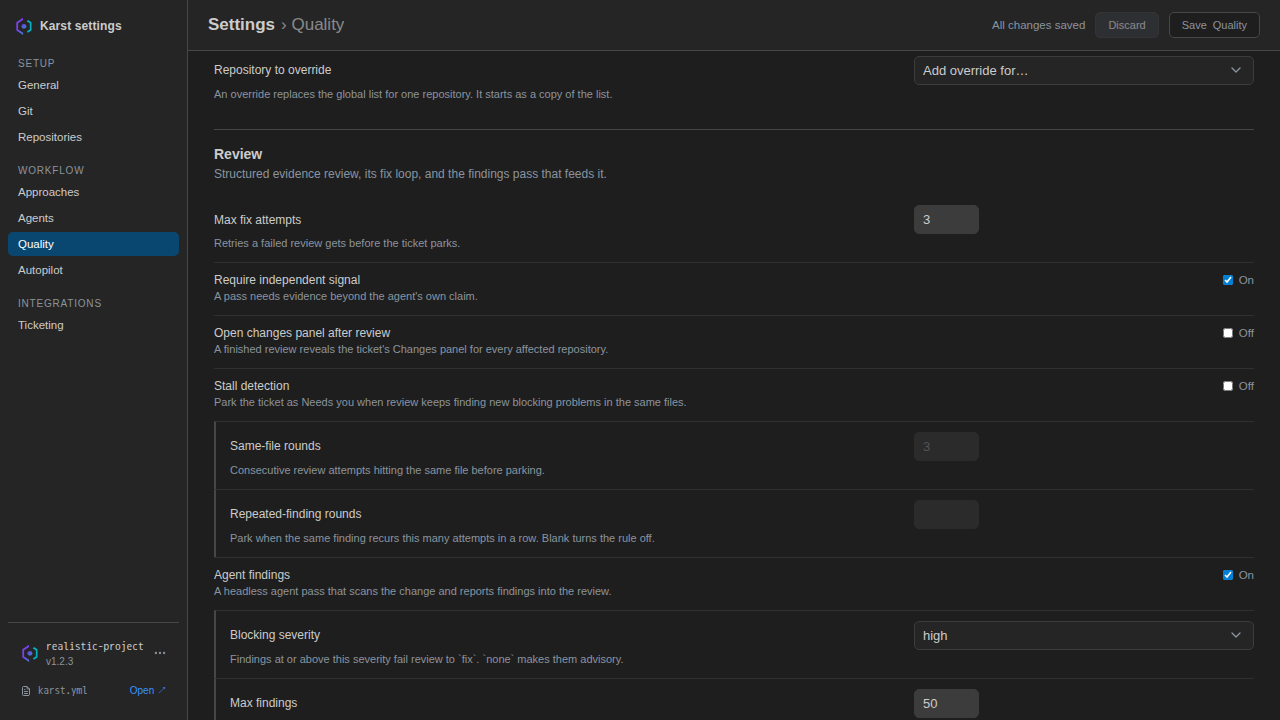 Karst settings
SETUP
General
Git
Repositories
WORKFLOW
Approaches
Agents
Quality
Autopilot
INTEGRATIONS
Ticketing
realistic-project
v1.2.3
karst.yml
Open ↗
Settings › Quality
All changes saved
Discard
Save Quality
Repository to override
Add override for…
An override replaces the global list for one repository. It starts as a copy of the list.
Review
Structured evidence review, its fix loop, and the findings pass that feeds it.
Max fix attempts
3
Retries a failed review gets before the ticket parks.
Require independent signal
On
A pass needs evidence beyond the agent's own claim.
Open changes panel after review
Off
A finished review reveals the ticket's Changes panel for every affected repository.
Stall detection
Off
Park the ticket as Needs you when review keeps finding new blocking problems in the same files.
Same-file rounds
3
Consecutive review attempts hitting the same file before parking.
Repeated-finding rounds
Park when the same finding recurs this many attempts in a row. Blank turns the rule off.
Agent findings
On
A headless agent pass that scans the change and reports findings into the review.
Blocking severity
high
Findings at or above this severity fail review to `fix`. `none` makes them advisory.
Max findings
50